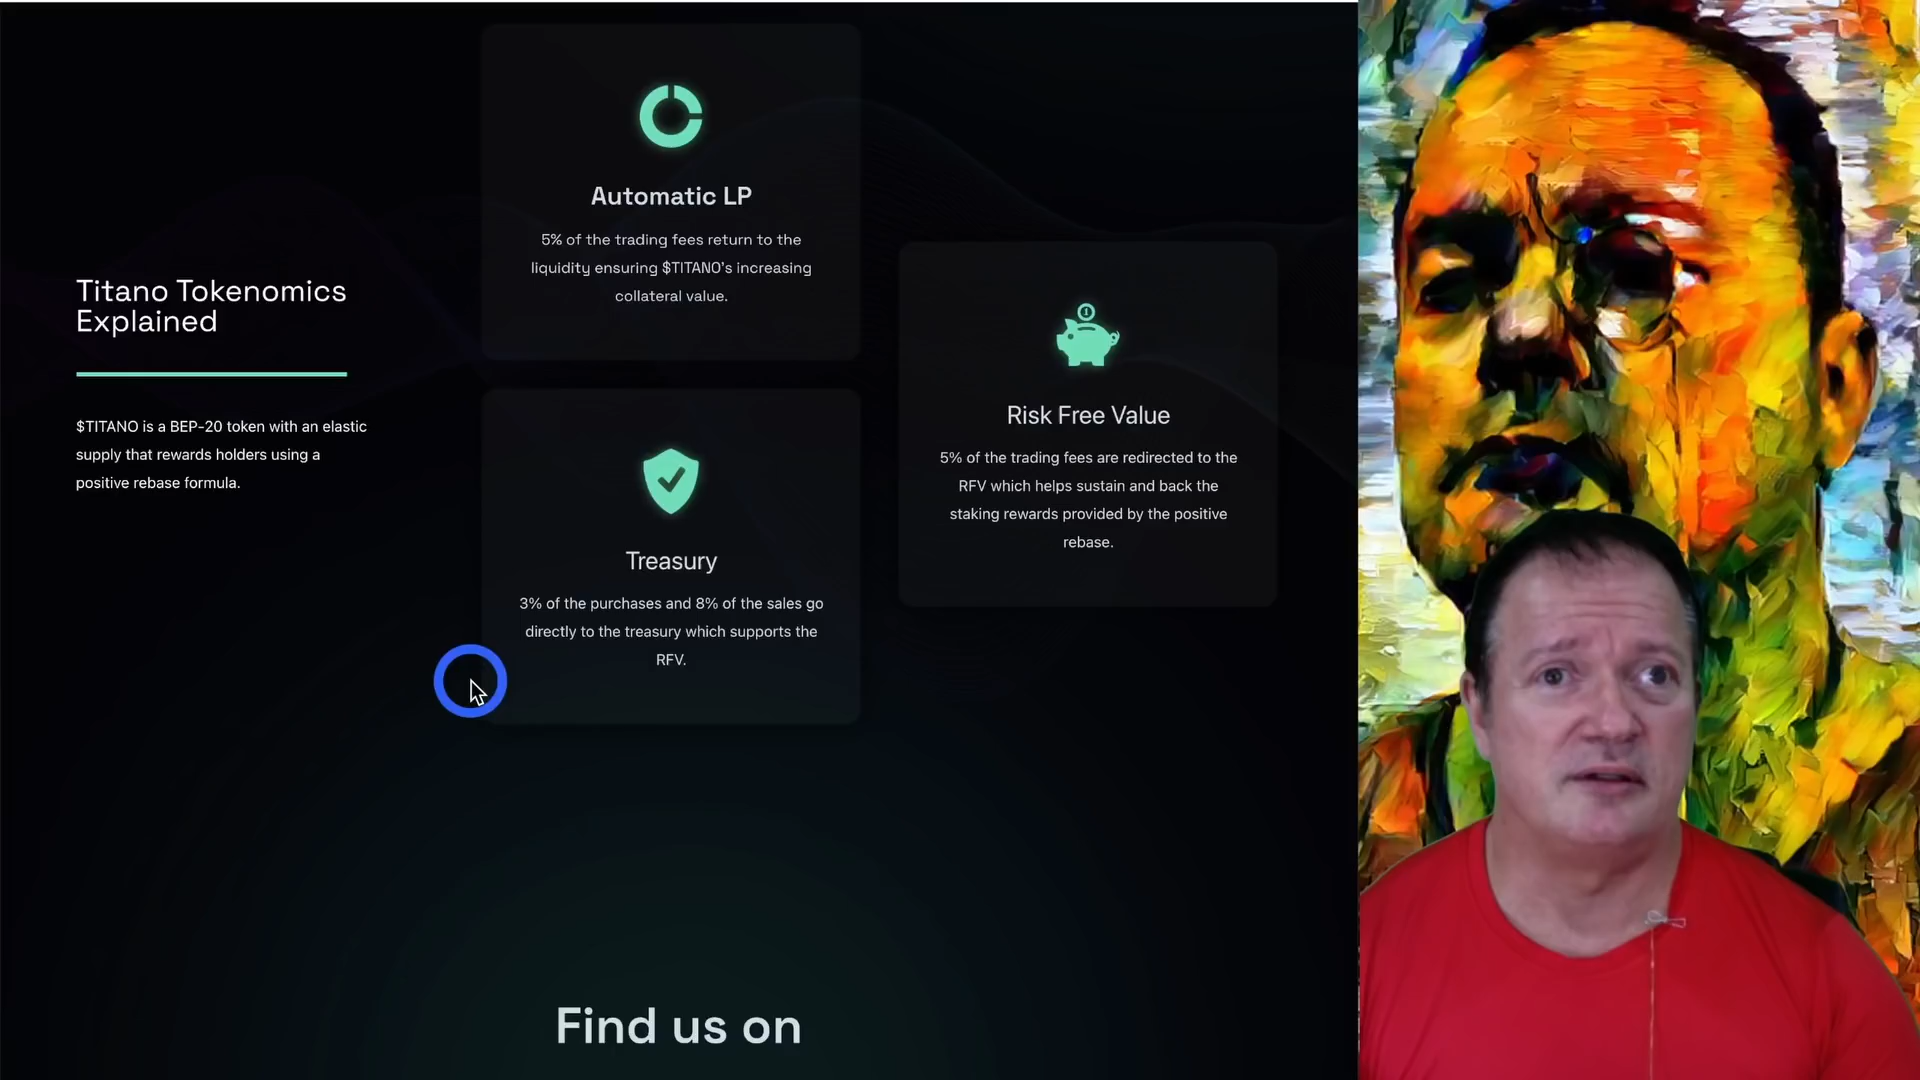 Titano Tokenomics
Explained
$TITANO is a BEP-20 token with an elastic
supply that rewards holders using a
positive rebase formula.
Automatic LP
5% of the trading fees return to the
liquidity ensuring $TITANO's increasing
collateral value.
Treasury
3% of the purchases and 8% of the sales go
directly to the treasury which supports the
RFV.
Risk Free Value
5% of the trading fees are redirected to the
RFV which helps sustain and back the
staking rewards provided by the positive
rebase.
Find us on